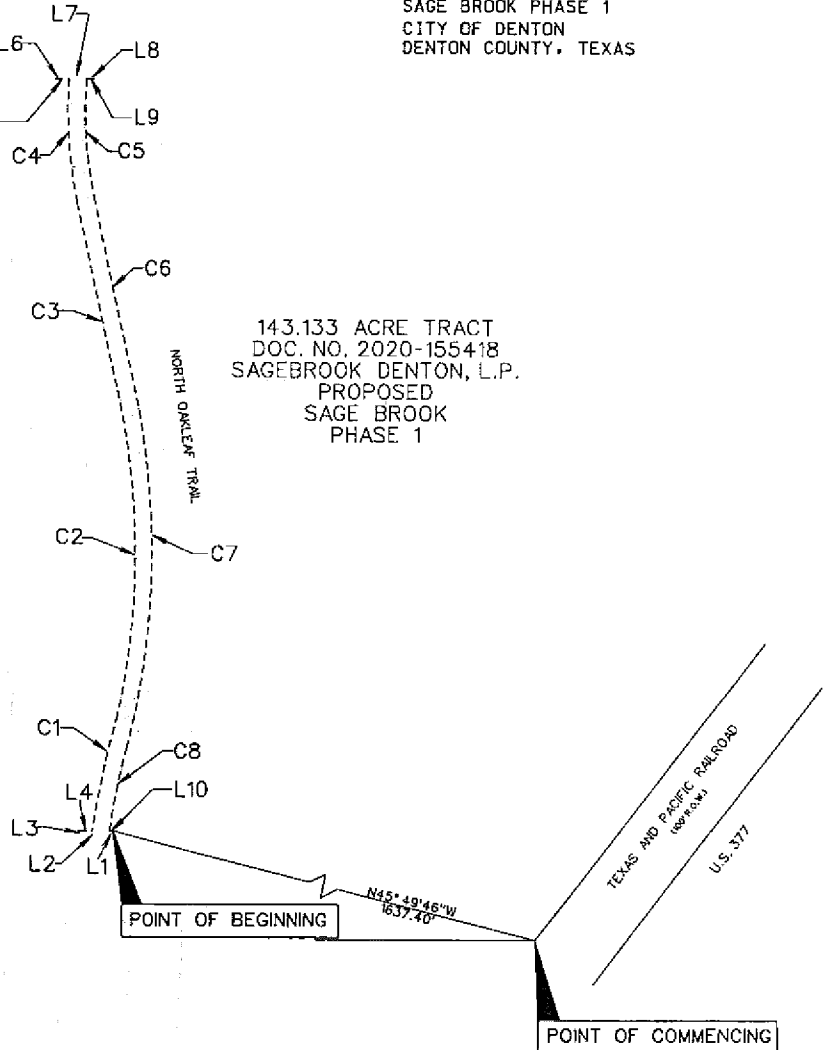 SAGE BROOK PHASE 1
CITY OF DENTON
DENTON COUNTY, TEXAS
L7
L6
L8
L9
C4
C5
C6
C3
143.133 ACRE TRACT
DOC. NO. 2020-155418
SAGEBROOK DENTON, L.P.
PROPOSED
SAGE BROOK
PHASE 1
NORTH OAKLEAF TRAIL
C2
C7
C1
C8
L4
L10
L3
L2
L1
TEXAS AND PACIFIC RAILROAD
(100' R.O.W.)
U.S. 377
N45°49'46"W
1637.40'
POINT OF BEGINNING
POINT OF COMMENCING